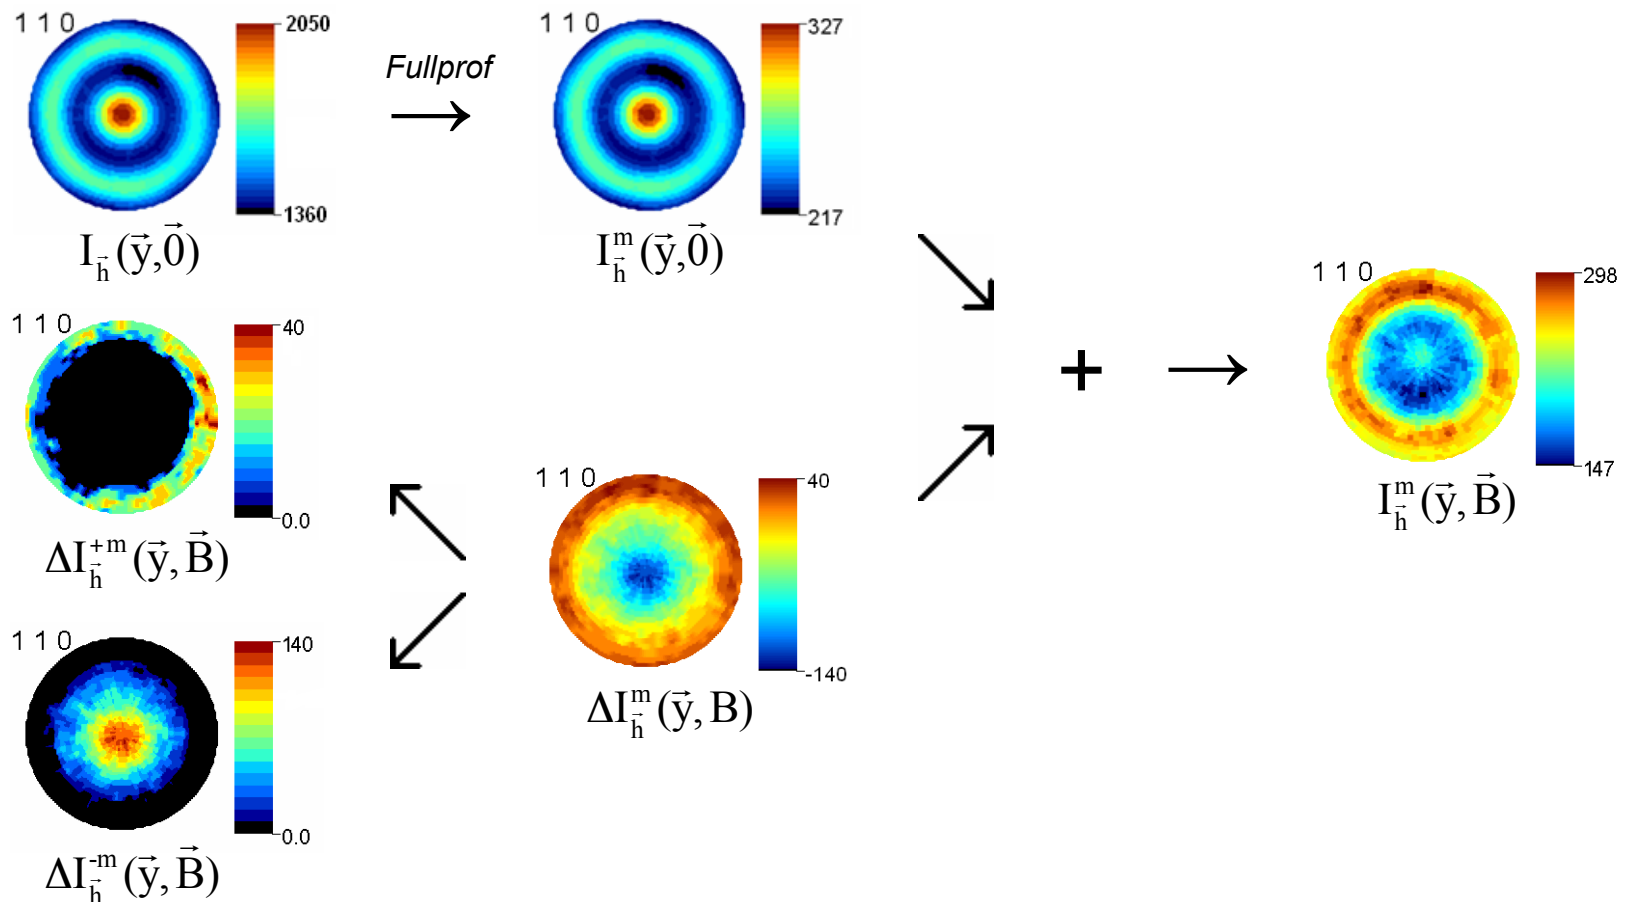 1 1 0
2050
1360
I_h⃗(y⃗,0⃗)
Fullprof
1 1 0
327
217
I^m_h⃗(y⃗,0⃗)
1 1 0
40
0.0
ΔI^+m_h⃗(y⃗, B⃗)
1 1 0
140
0.0
ΔI^-m_h⃗(y⃗, B⃗)
1 1 0
40
-140
ΔI^m_h⃗(y⃗, B)
+
1 1 0
298
147
I^m_h⃗(y⃗, B⃗)